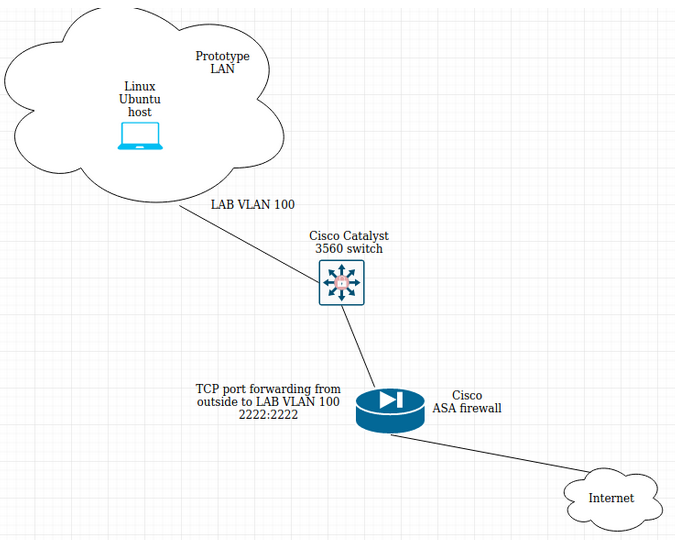 Prototype
LAN
Linux
Ubuntu
host
LAB VLAN 100
Cisco Catalyst
3560 switch
TCP port forwarding from
outside to LAB VLAN 100
2222:2222
Cisco
ASA firewall
Internet